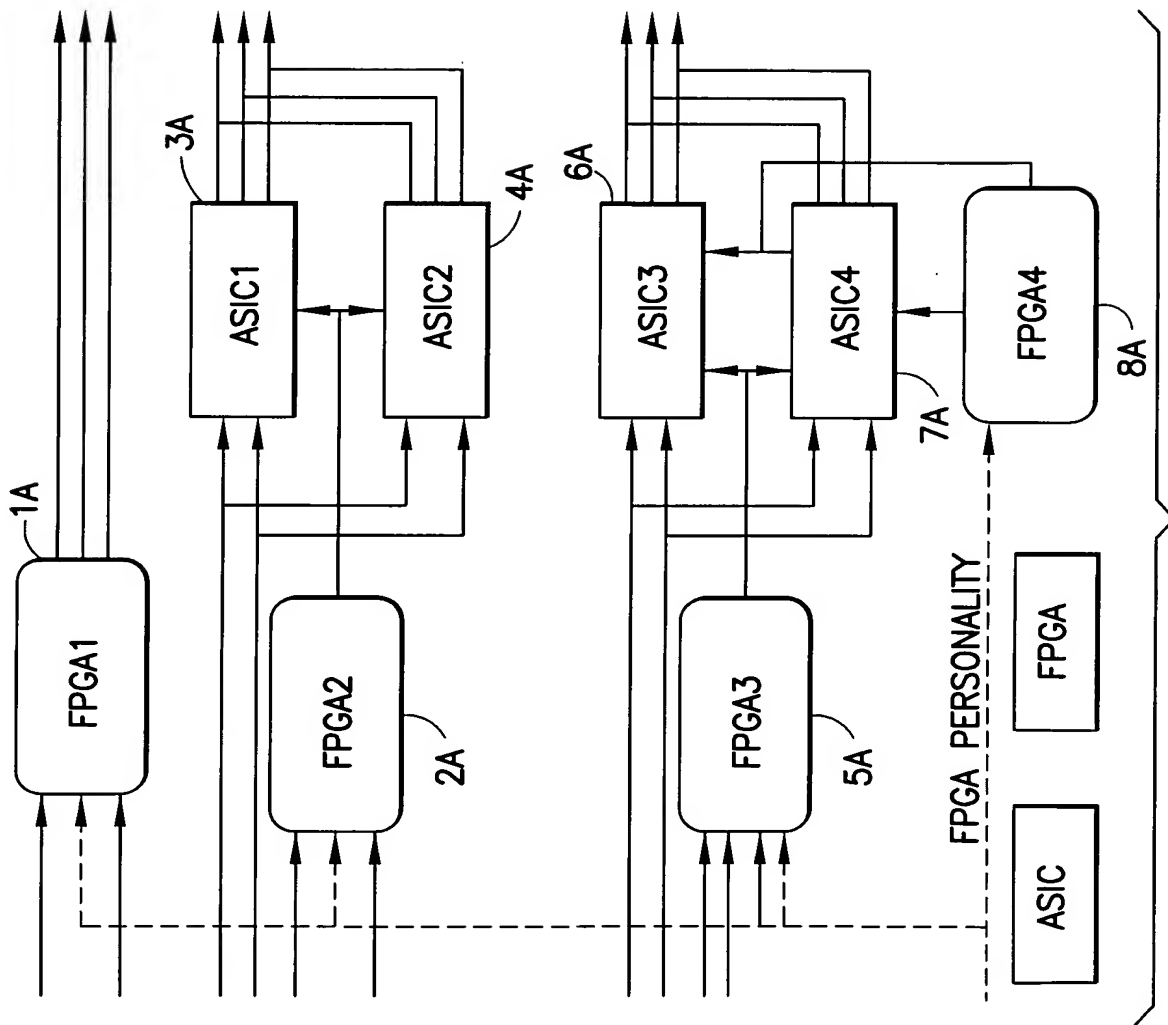 1A
FPGA1
3A
ASIC1
FPGA2
2A
ASIC2
4A
6A
ASIC3
FPGA3
5A
ASIC4
7A
FPGA PERSONALITY
FPGA4
8A
ASIC
FPGA